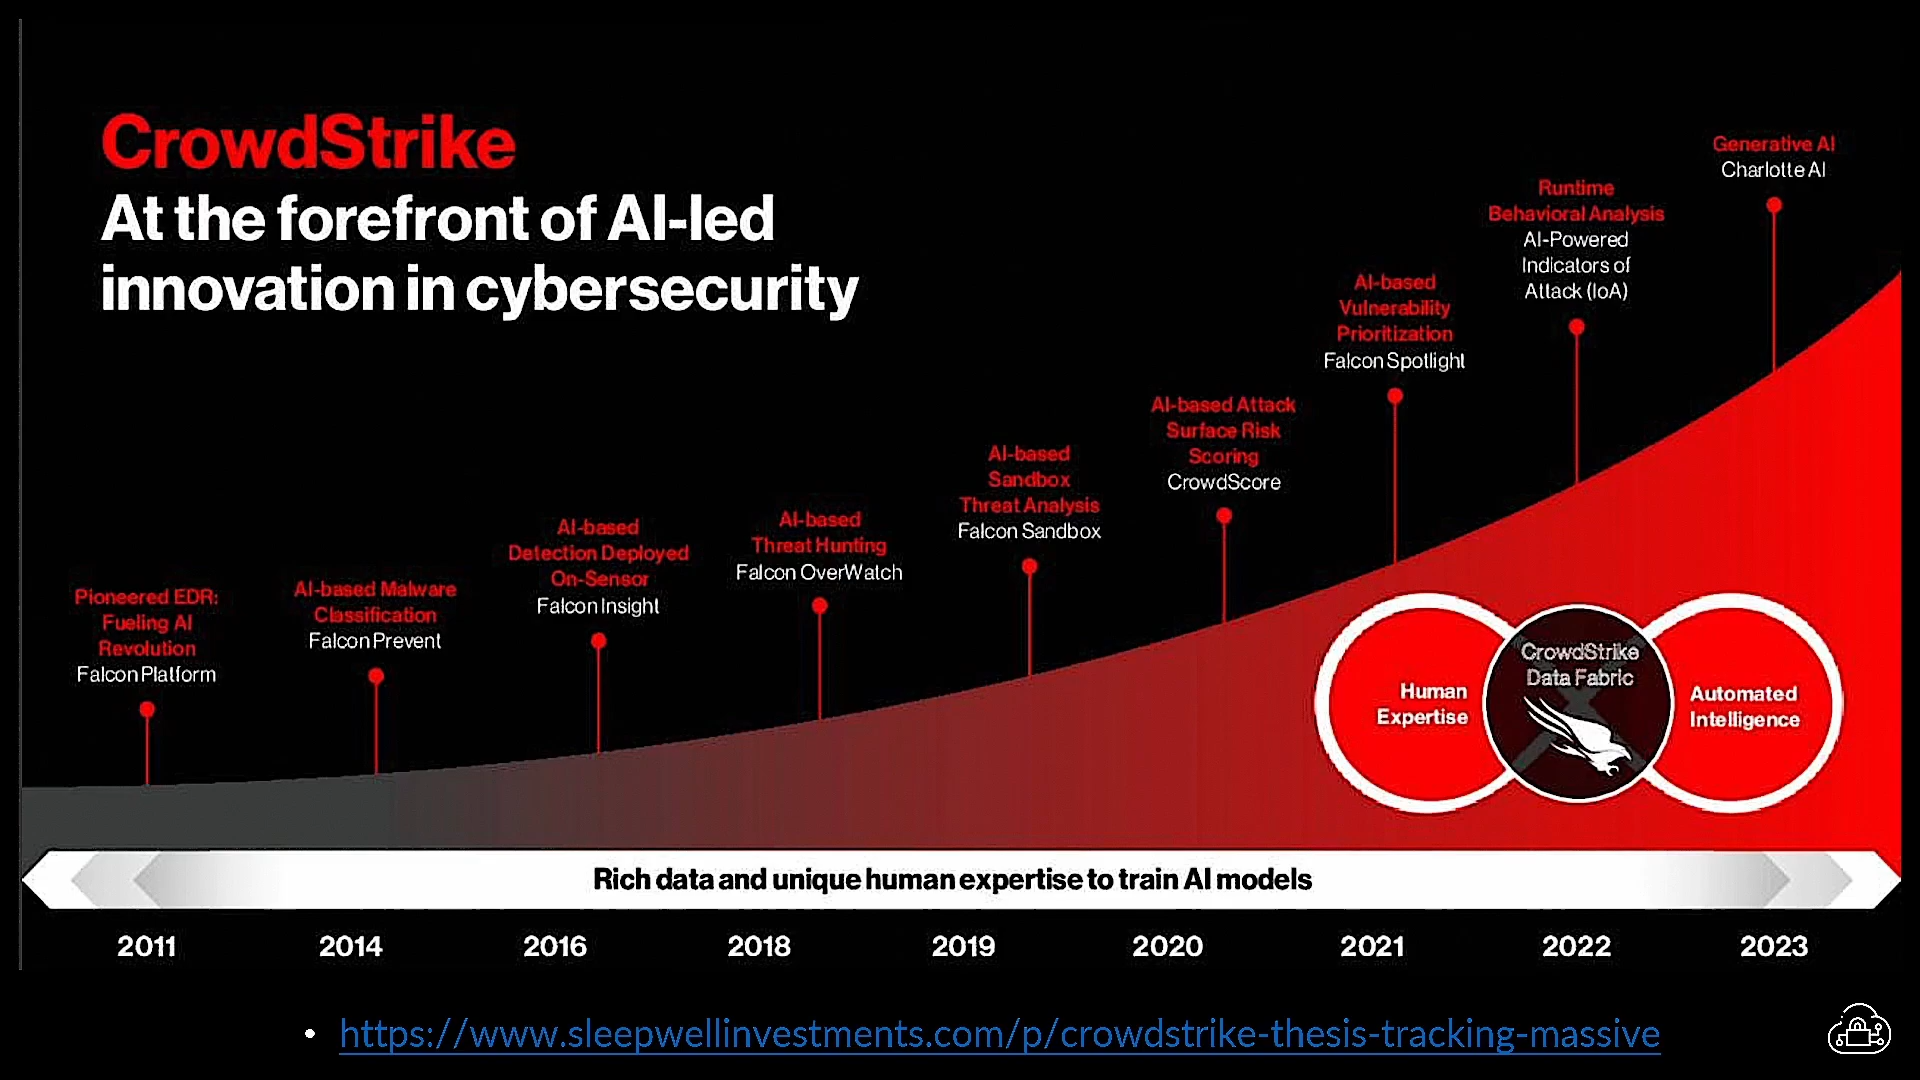 CrowdStrike
At the forefront of AI-led
innovation in cybersecurity
Pioneered EDR:
Fueling AI
Revolution
Falcon Platform
AI-based Malware
Classification
Falcon Prevent
AI-based
Detection Deployed
On-Sensor
Falcon Insight
AI-based
Threat Hunting
Falcon OverWatch
AI-based
Sandbox
Threat Analysis
Falcon Sandbox
AI-based Attack
Surface Risk
Scoring
CrowdScore
AI-based
Vulnerability
Prioritization
Falcon Spotlight
Runtime
Behavioral Analysis
AI-Powered
Indicators of
Attack (IoA)
Generative AI
Charlotte AI
Human
Expertise
CrowdStrike
Data Fabric
Automated
Intelligence
Rich data and unique human expertise to train AI models
2011 2014 2016 2018 2019 2020 2021 2022 2023
• https://www.sleepwellinvestments.com/p/crowdstrike-thesis-tracking-massive